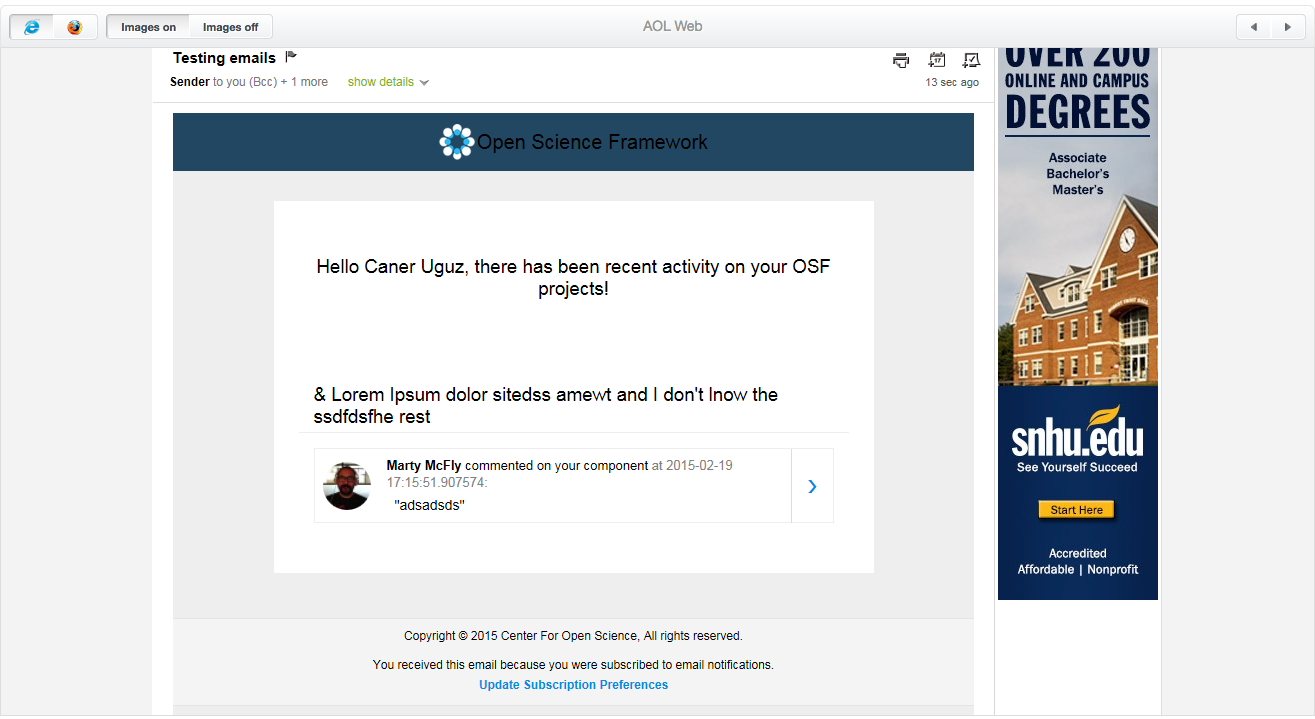 Images on
Images off
AOL Web
Testing emails
Sender to you (Bcc) + 1 more show details
13 sec ago
Open Science Framework
Hello Caner Uguz, there has been recent activity on your OSF
projects!
& Lorem Ipsum dolor sitedss amewt and I don't lnow the
ssdfdsfhe rest
Marty McFly commented on your component at 2015-02-19
17:15:51.907574:
"adsadsds"
Copyright © 2015 Center For Open Science, All rights reserved.
You received this email because you were subscribed to email notifications.
Update Subscription Preferences
OVER 200
ONLINE AND CAMPUS
DEGREES
Associate
Bachelor's
Master's
snhu.edu
See Yourself Succeed
Start Here
Accredited
Affordable | Nonprofit